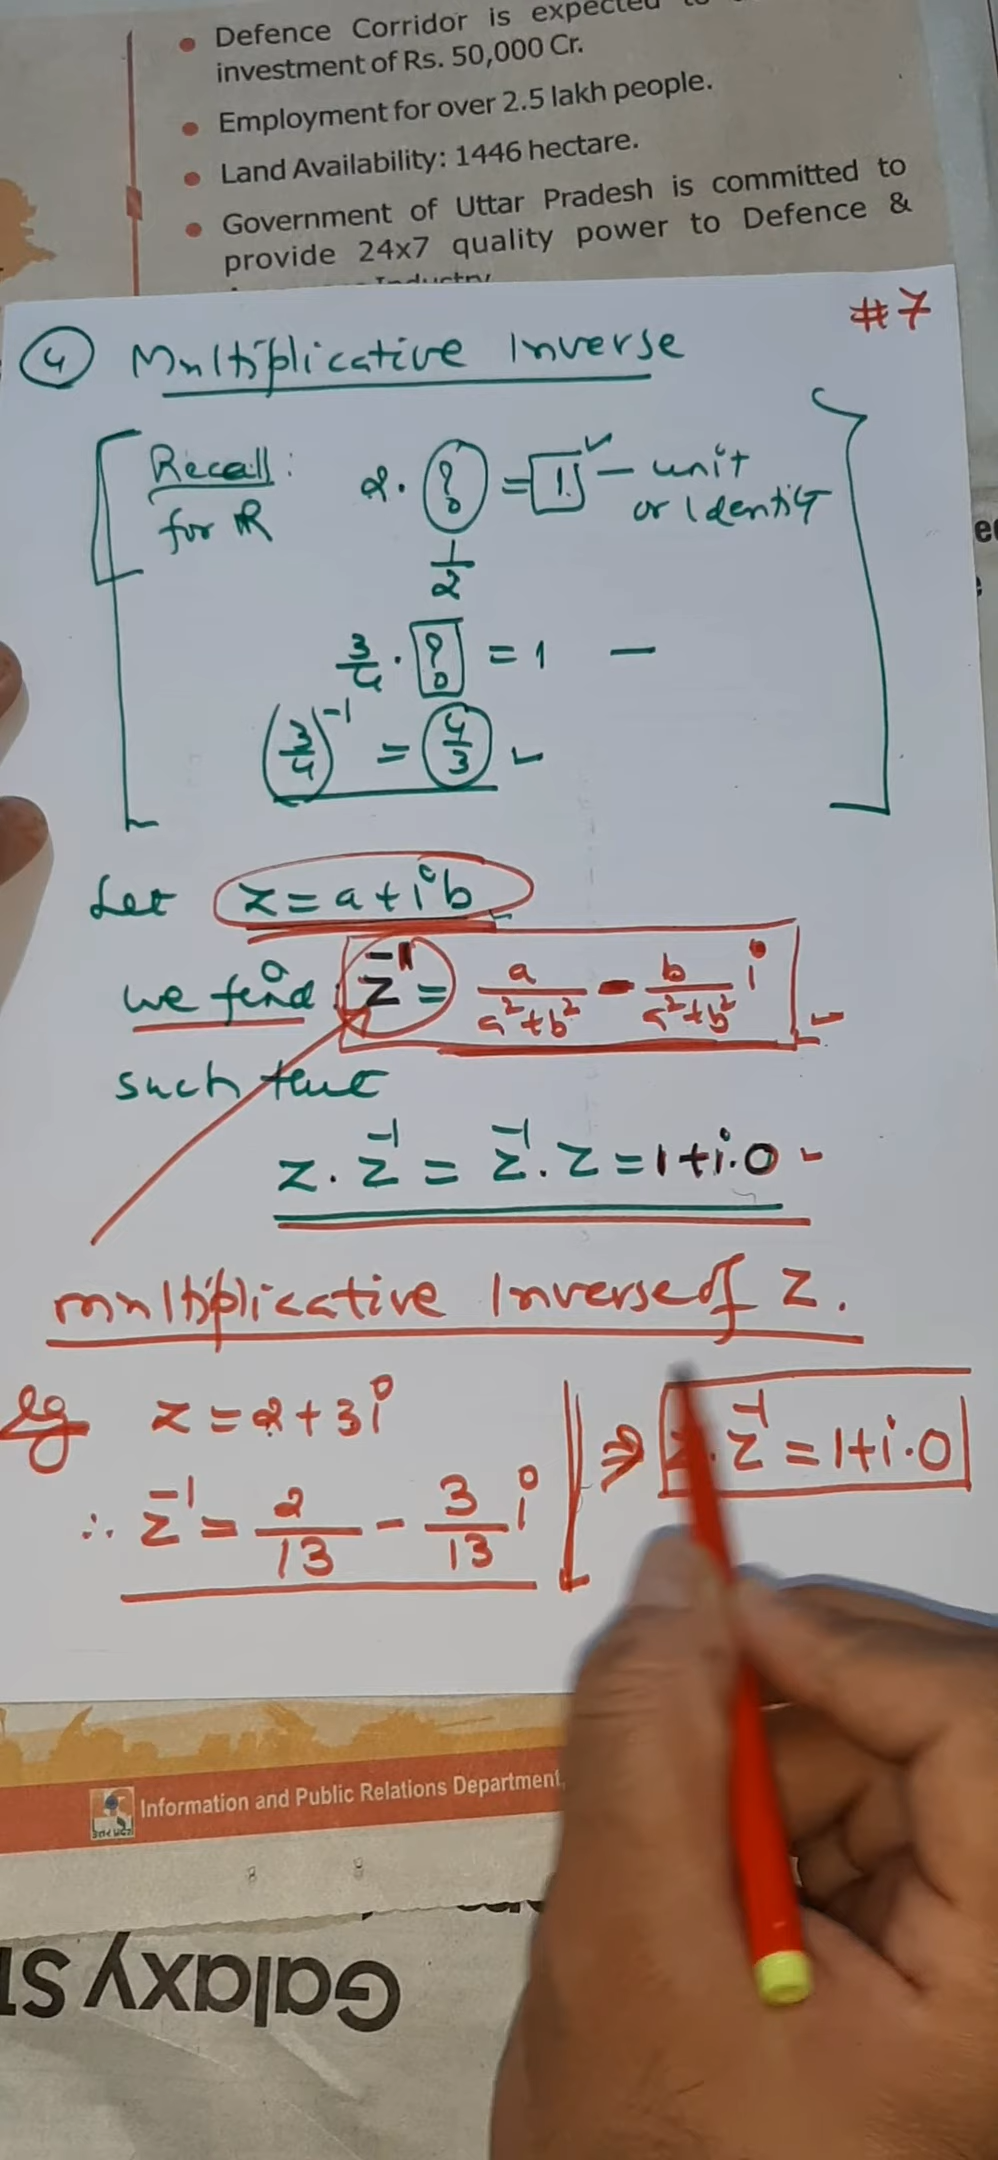 Defence Corridor is expected to
investment of Rs. 50,000 Cr.
Employment for over 2.5 lakh people.
Land Availability: 1446 hectare.
Government of Uttar Pradesh is committed to
provide 24x7 quality power to Defence &
Industry
#7
4 Multiplicative Inverse
Recall: 2 . ? = 1 — unit
for R or Identity
1/2
3/4 . ? = 1 —
(3/4)^-1 = 4/3
Let z = a + ib
we find z^-1 = a/(a²+b²) - b/(a²+b²) i
such that
z . z^-1 = z^-1 . z = 1+i.0
multiplicative Inverse of z.
eg z = 2 + 3i
⇒ z^-1 = 1+i.0
∴ z^-1 = 2/13 - 3/13 i
Information and Public Relations Department,
Galaxy